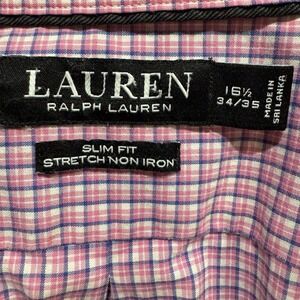 LAUREN
RALPH LAUREN
16½
34/35
MADE IN
SRI LANKA
SLIM FIT
STRETCH NON IRON